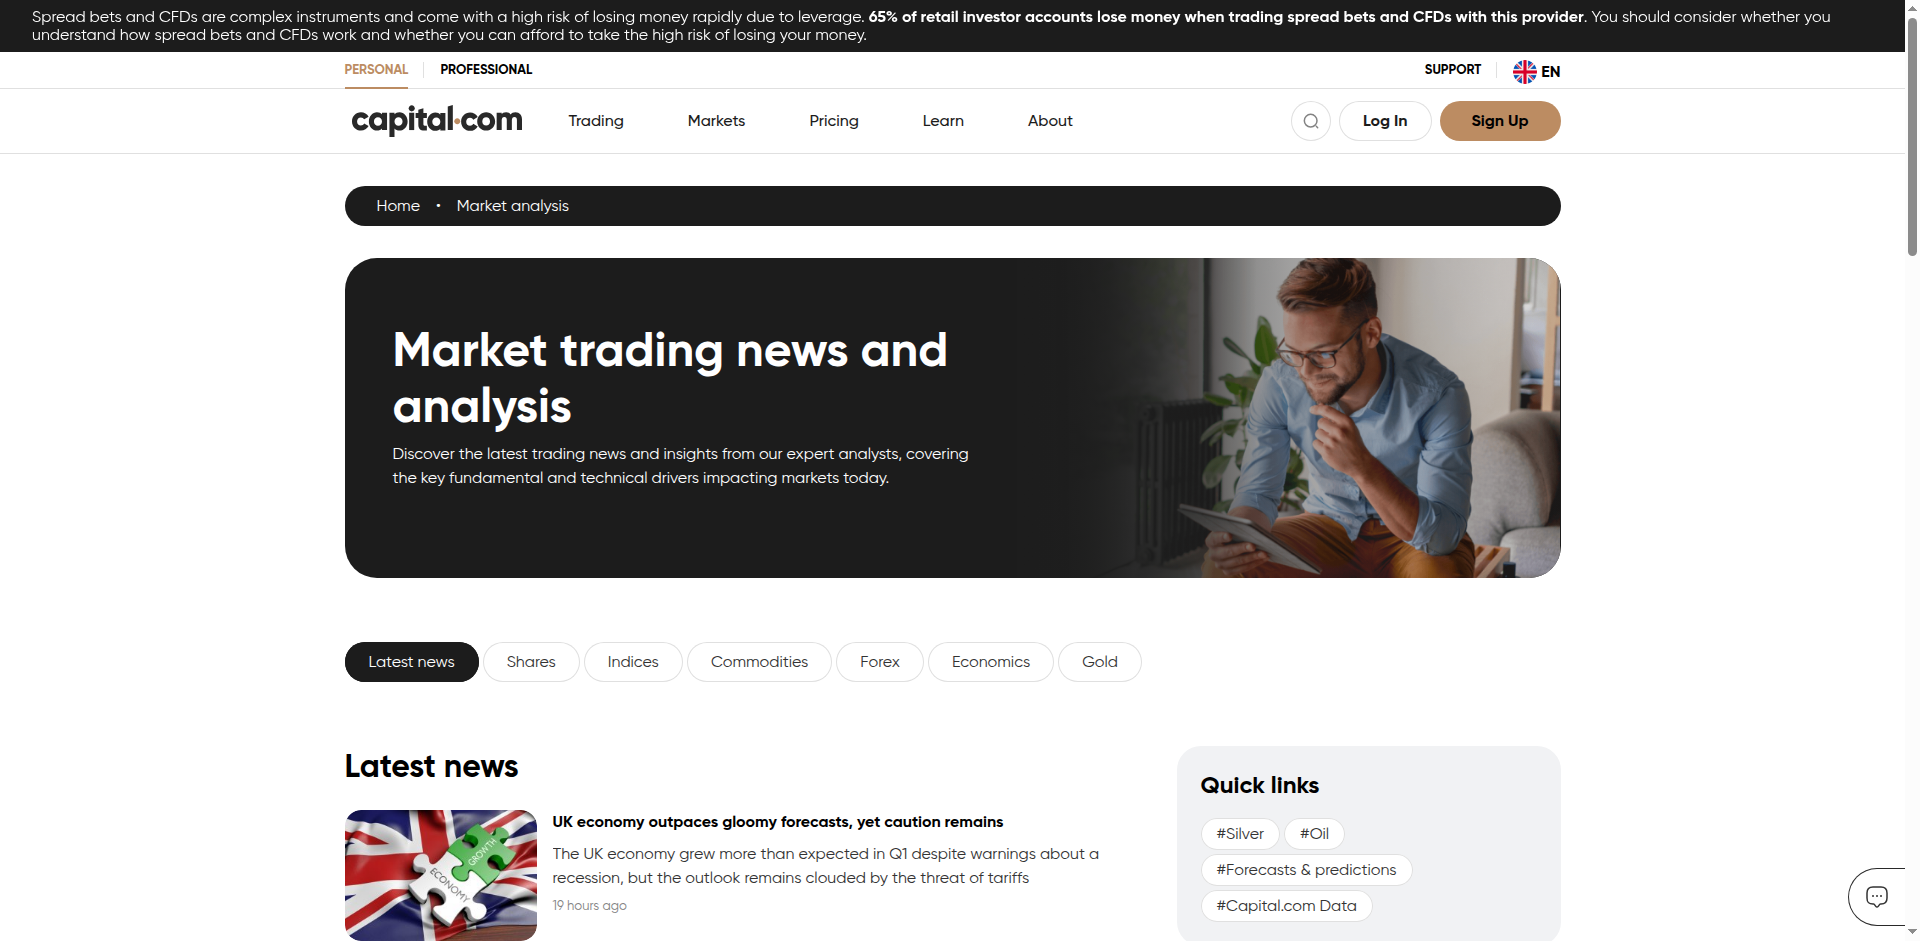 Spread bets and CFDs are complex instruments and come with a high risk of losing money rapidly due to leverage. 65% of retail investor accounts lose money when trading spread bets and CFDs with this provider. You should consider whether you
understand how spread bets and CFDs work and whether you can afford to take the high risk of losing your money.
PERSONAL PROFESSIONAL SUPPORT EN
capital.com Trading Markets Pricing Learn About Log In Sign Up
Home • Market analysis
Market trading news and
analysis
Discover the latest trading news and insights from our expert analysts, covering
the key fundamental and technical drivers impacting markets today.
Latest news Shares Indices Commodities Forex Economics Gold
Latest news
UK economy outpaces gloomy forecasts, yet caution remains
The UK economy grew more than expected in Q1 despite warnings about a
recession, but the outlook remains clouded by the threat of tariffs
19 hours ago
GROWTH
ECONOMY
Quick links
#Silver #Oil
#Forecasts & predictions
#Capital.com Data